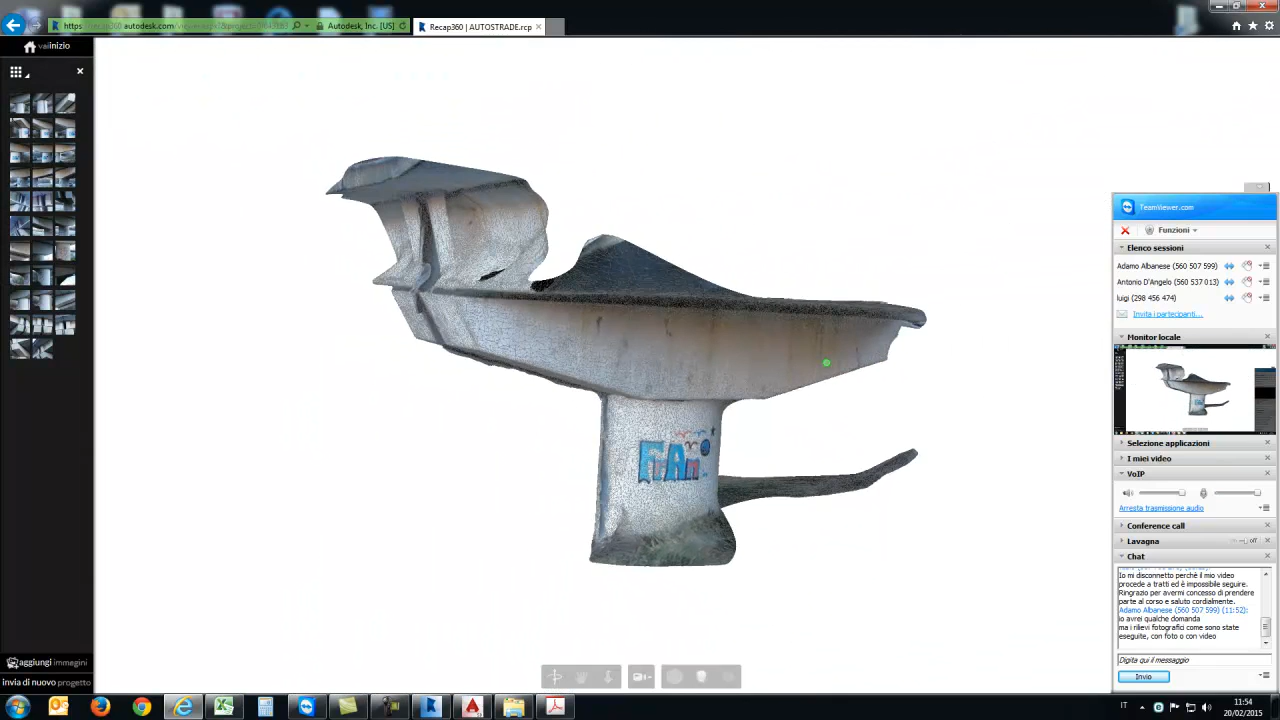 Autodesk, Inc. [US]
Recap360 | AUTOSTRADE.rcp
vai inizio
TeamViewer.com
Funzioni
Elenco sessioni
Adamo Albanese (560 507 599)
Antonio D'Angelo (560 537 013)
luigi (298 456 474)
Invita i partecipanti...
Monitor locale
Selezione applicazioni
I miei video
VoIP
Arresta trasmissione audio
Conference call
Lavagna
off
Chat
Io mi disconnetto perchè il mio video
procede a tratti ed è impossibile seguire.
Ringrazio per avermi concesso di prendere
parte al corso e saluto cordialmente.
Adamo Albanese (560 507 599) (11:52):
io avrei qualche domanda
ma i rilievi fotografici come sono state
eseguite, con foto o con video
Digita qui il messaggio
Invio
aggiungi immagini
invia di nuovo progetto
IT
11:54
20/02/2015